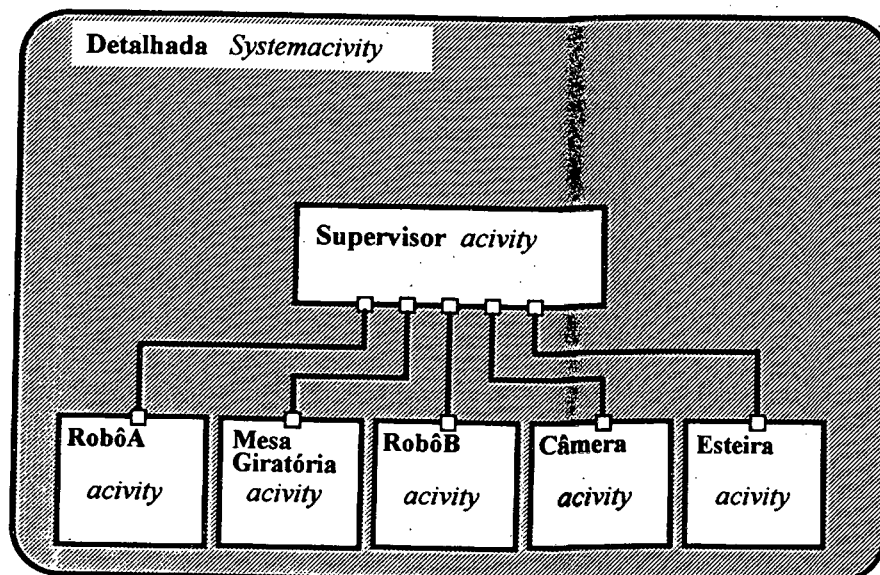 Detalhada Systemacivity
Supervisor acivity
RobôA
acivity
Mesa
Giratória
acivity
RobôB
acivity
Câmera
acivity
Esteira
acivity